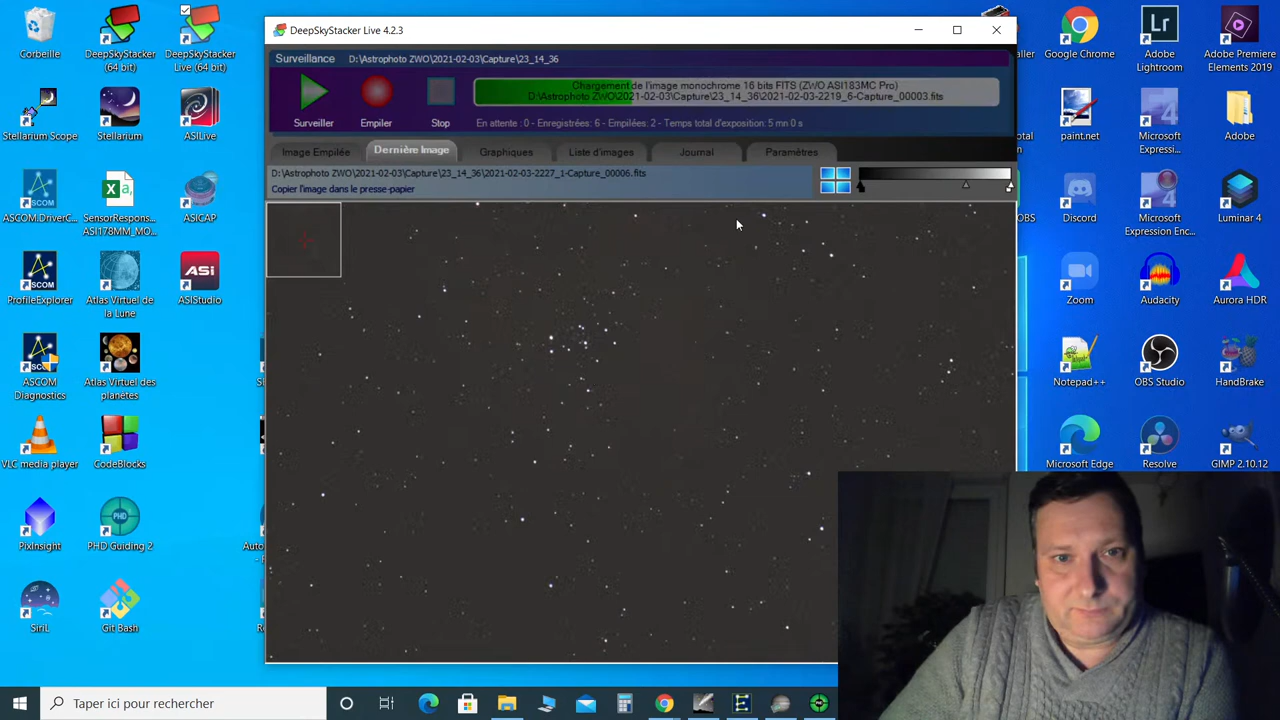 Corbeille
DeepSkyStacker
(64 bit)
DeepSkyStacker
Live (64 bit)
Stellarium Scope
Stellarium
ASILive
ASCOM.DriverC...
SensorRespons...
ASI178MM_MO...
ASICAP
ProfileExplorer
Atlas Virtuel de
la Lune
ASIStudio
ASCOM
Diagnostics
Atlas Virtuel des
planètes
VLC media player
CodeBlocks
PixInsight
PHD Guiding 2
SiriL
Git Bash
DeepSkyStacker Live 4.2.3
Surveillance
D:\Astrophoto ZWO\2021-02-03\Capture\23_14_36
Surveiller
Empiler
Stop
Chargement de l'image monochrome 16 bits FITS (ZWO ASI183MC Pro)
D:\Astrophoto ZWO\2021-02-03\Capture\23_14_36\2021-02-03-2219_6-Capture_00003.fits
En attente : 0 - Enregistrées: 6 - Empilées: 2 - Temps total d'exposition: 5 mn 0 s
Image Empilée
Dernière Image
Graphiques
Liste d'images
Journal
Paramètres
D:\Astrophoto ZWO\2021-02-03\Capture\23_14_36\2021-02-03-2227_1-Capture_00006.fits
Copier l'image dans le presse-papier
Google Chrome
Adobe
Lightroom
Adobe Premiere
Elements 2019
paint.net
Microsoft
Expressi...
Adobe
Discord
Microsoft
Expression Enc...
Luminar 4
Zoom
Audacity
Aurora HDR
Notepad++
OBS Studio
HandBrake
Microsoft Edge
Resolve
GIMP 2.10.12
Taper ici pour rechercher